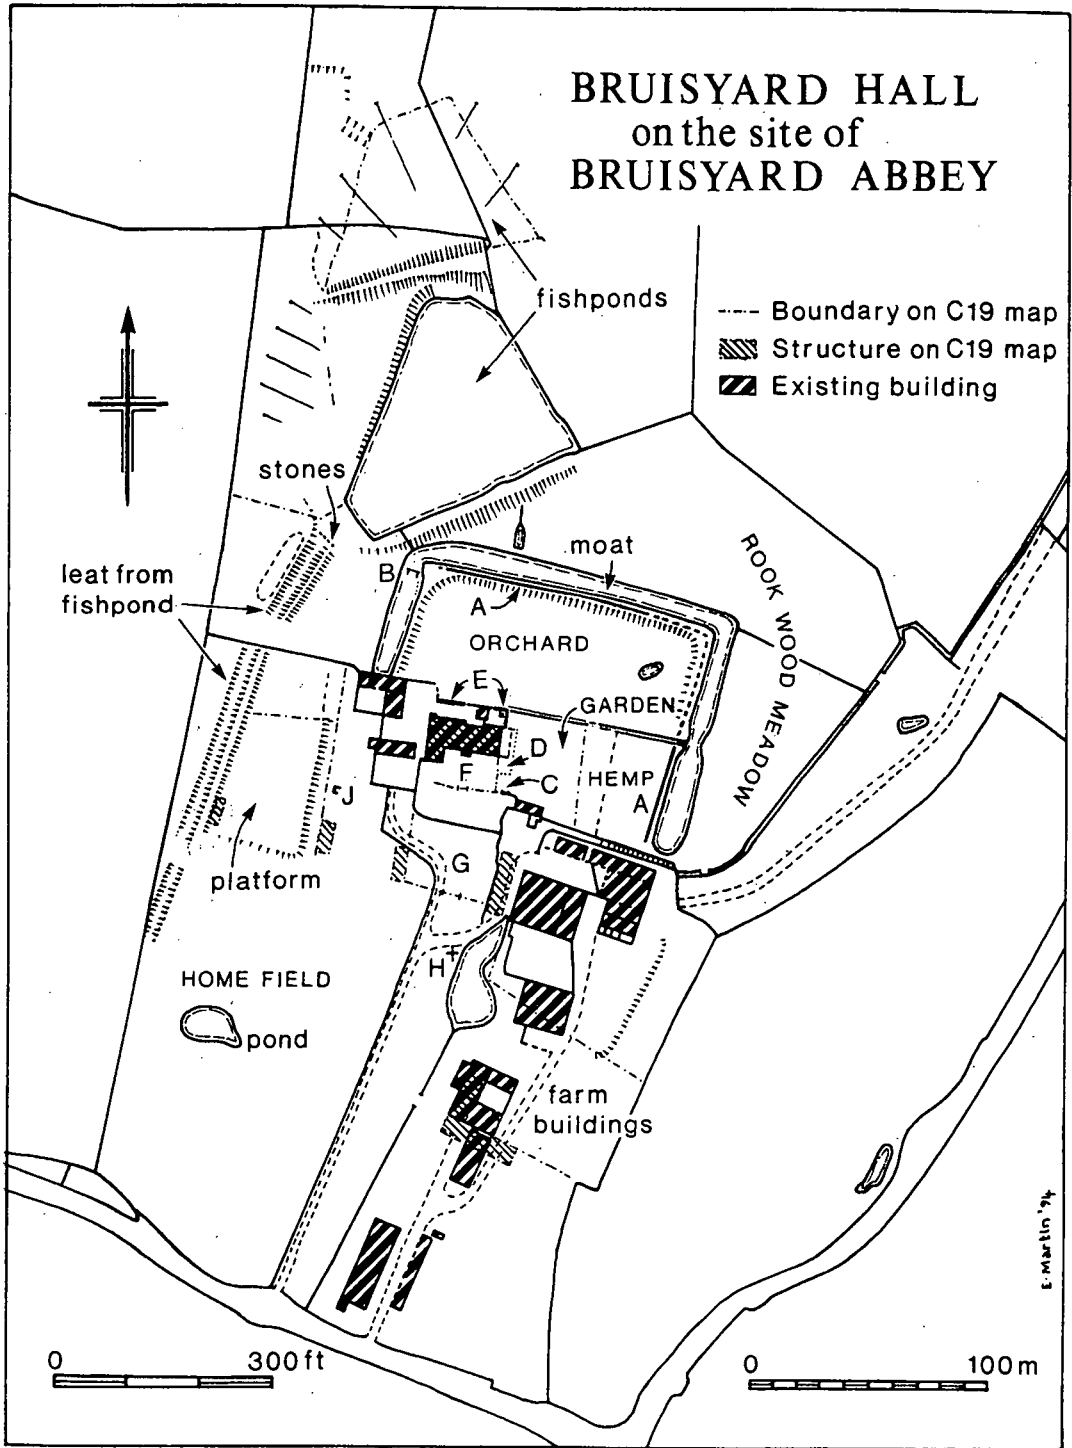 BRUISYARD HALL
on the site of
BRUISYARD ABBEY
fishponds
Boundary on C19 map
Structure on C19 map
Existing building
stones
leat from
fishpond
B
moat
A
ORCHARD
ROOK WOOD MEADOW
E
GARDEN
D
F
C
HEMP
A
J
platform
G
H
HOME FIELD
pond
farm
buildings
E. Martin '94
0 300ft
0 100m